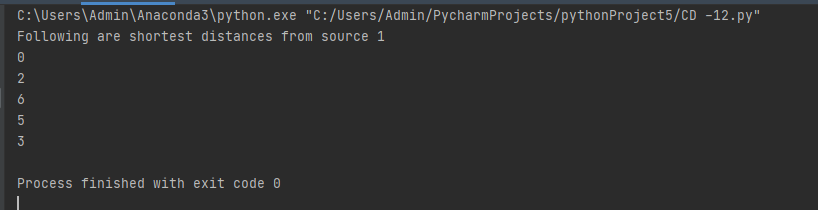 C:\Users\Admin\Anaconda3\python.exe "C:/Users/Admin/PycharmProjects/pythonProject5/CD -12.py"
Following are shortest distances from source 1
0
2
6
5
3
Process finished with exit code 0